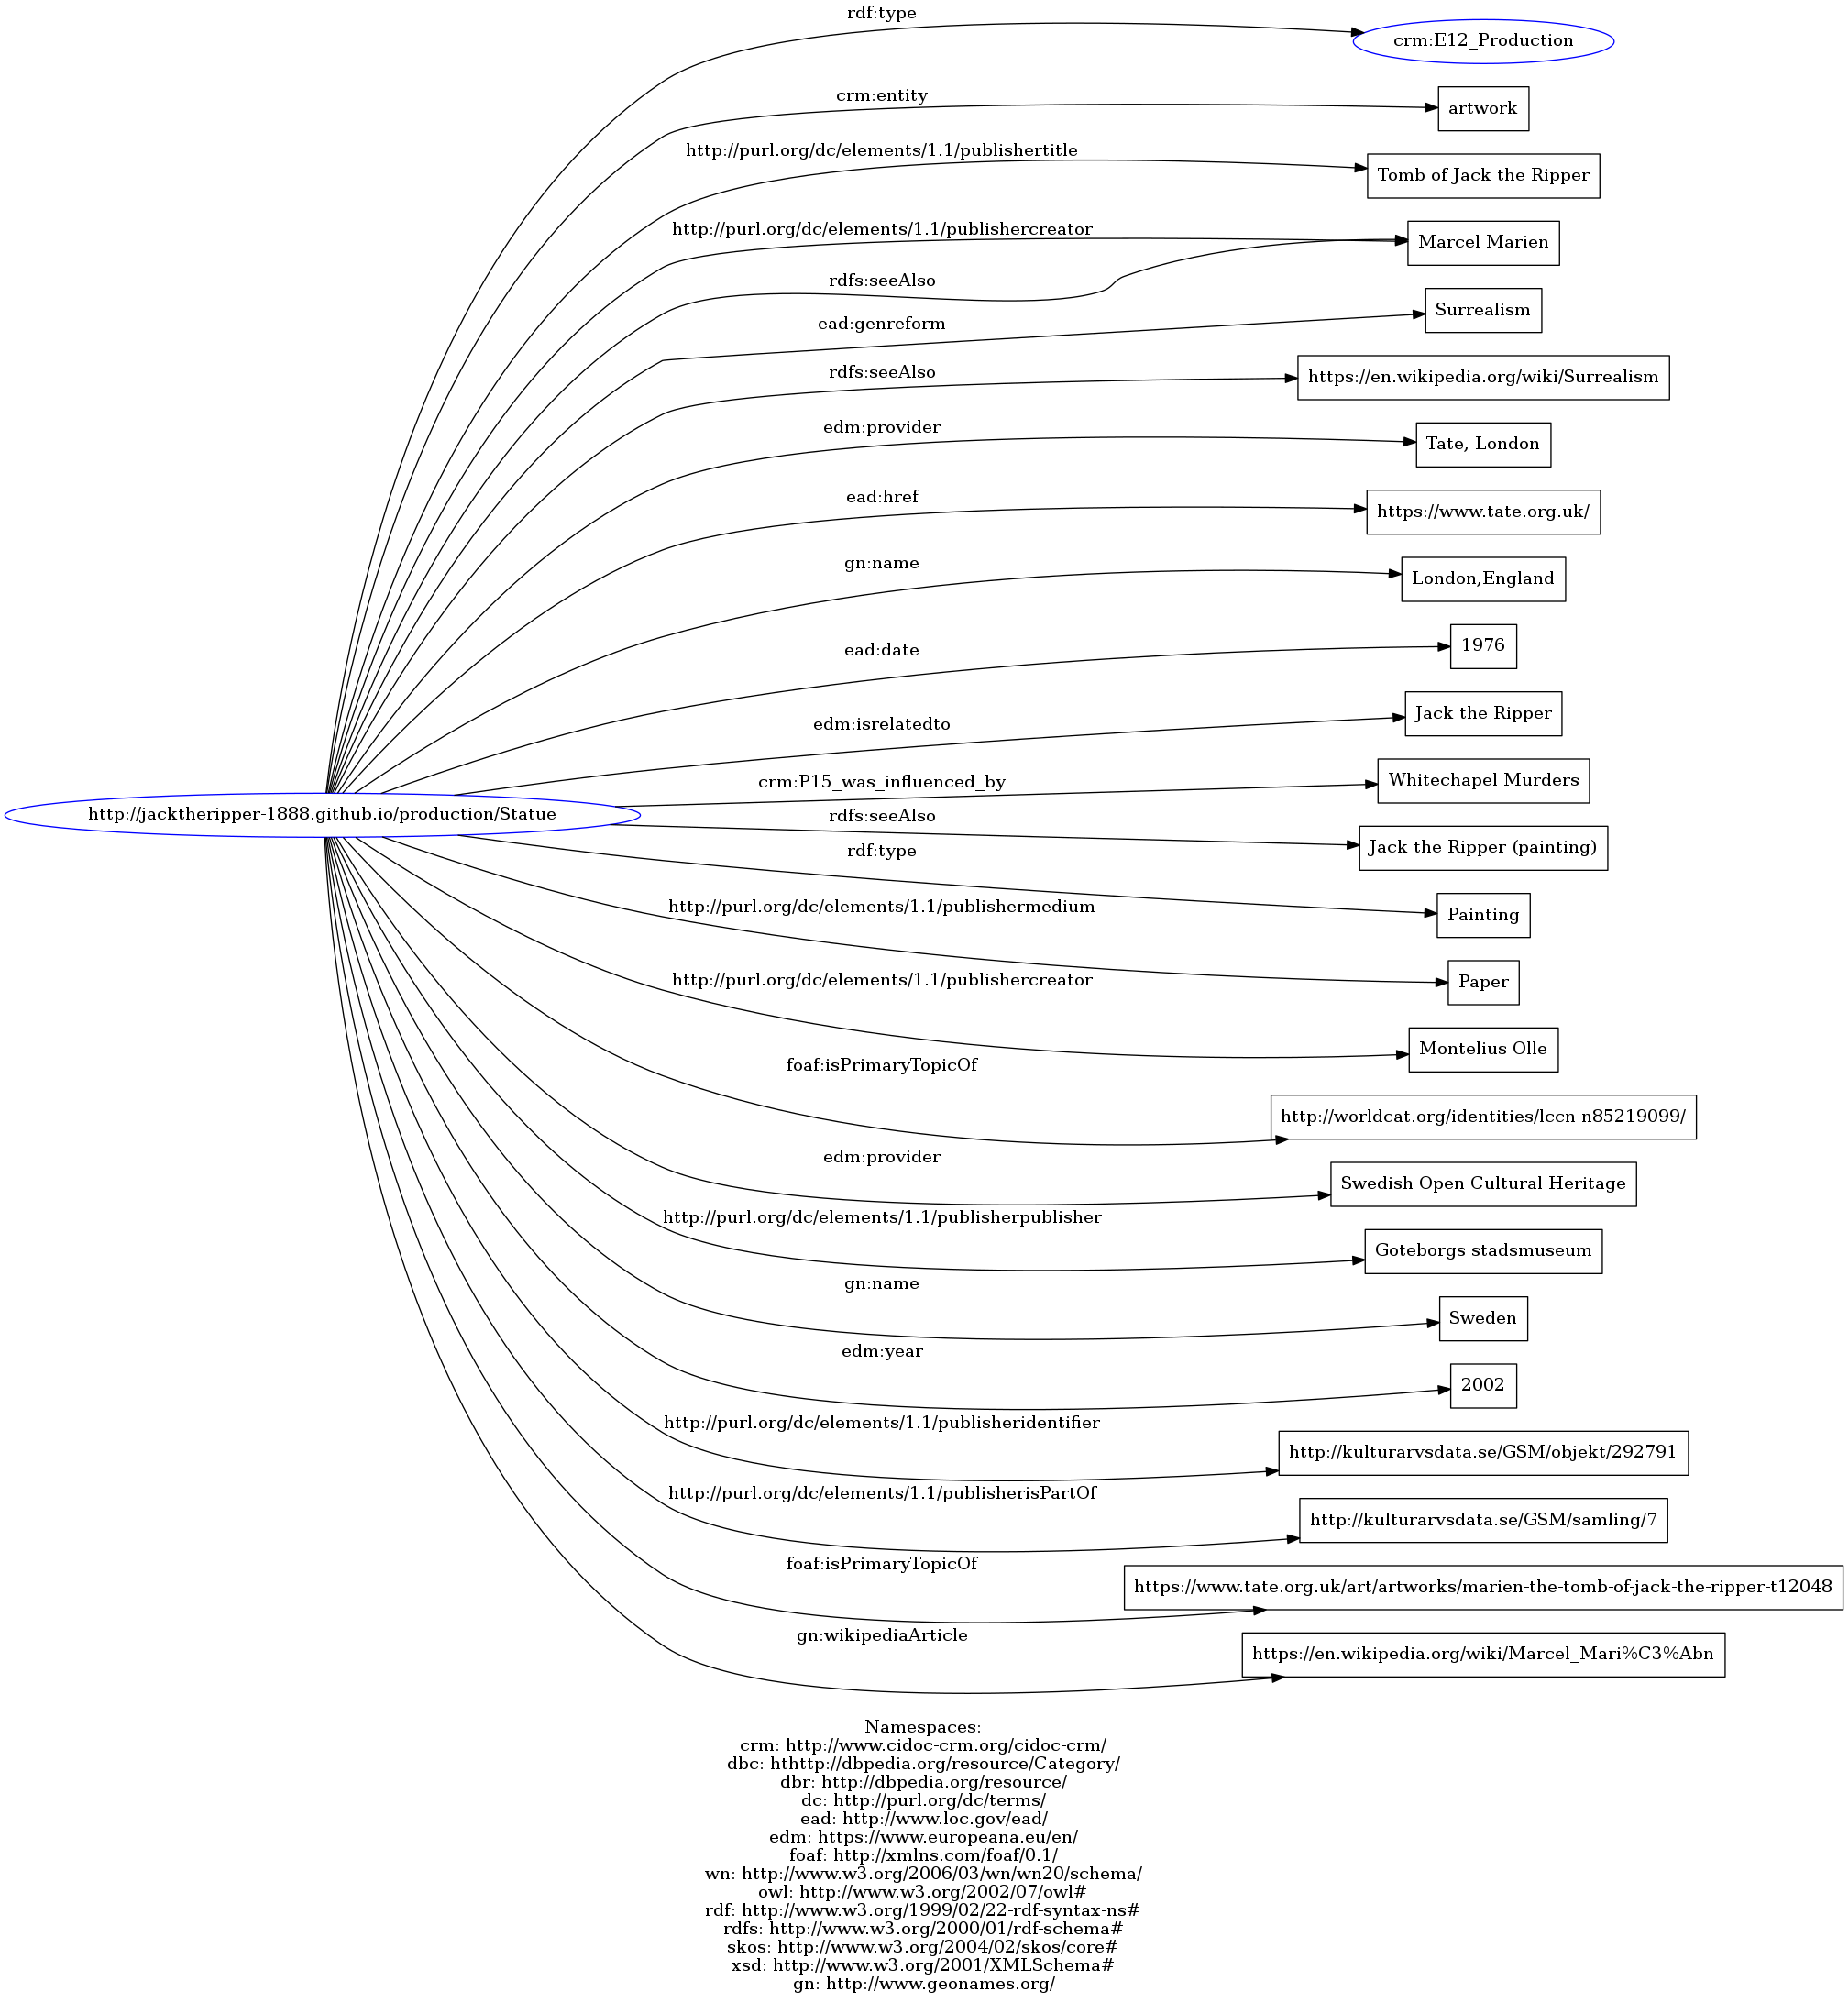 rdf:type
crm:E12_Production
crm:entity
artwork
http://purl.org/dc/elements/1.1/publishertitle
Tomb of Jack the Ripper
http://purl.org/dc/elements/1.1/publishercreator
Marcel Marien
rdfs:seeAlso
ead:genreform
Surrealism
rdfs:seeAlso
https://en.wikipedia.org/wiki/Surrealism
edm:provider
Tate, London
ead:href
https://www.tate.org.uk/
gn:name
London,England
ead:date
1976
edm:isrelatedto
Jack the Ripper
crm:P15_was_influenced_by
Whitechapel Murders
http://jacktheripper-1888.github.io/production/Statue
rdfs:seeAlso
Jack the Ripper (painting)
rdf:type
Painting
http://purl.org/dc/elements/1.1/publishermedium
Paper
http://purl.org/dc/elements/1.1/publishercreator
Montelius Olle
foaf:isPrimaryTopicOf
http://worldcat.org/identities/lccn-n85219099/
edm:provider
Swedish Open Cultural Heritage
http://purl.org/dc/elements/1.1/publisherpublisher
Goteborgs stadsmuseum
gn:name
Sweden
edm:year
2002
http://purl.org/dc/elements/1.1/publisheridentifier
http://kulturarvsdata.se/GSM/objekt/292791
http://purl.org/dc/elements/1.1/publisherisPartOf
http://kulturarvsdata.se/GSM/samling/7
foaf:isPrimaryTopicOf
https://www.tate.org.uk/art/artworks/marien-the-tomb-of-jack-the-ripper-t12048
gn:wikipediaArticle
https://en.wikipedia.org/wiki/Marcel_Mari%C3%Abn
Namespaces:
crm: http://www.cidoc-crm.org/cidoc-crm/
dbc: hthttp://dbpedia.org/resource/Category/
dbr: http://dbpedia.org/resource/
dc: http://purl.org/dc/terms/
ead: http://www.loc.gov/ead/
edm: https://www.europeana.eu/en/
foaf: http://xmlns.com/foaf/0.1/
wn: http://www.w3.org/2006/03/wn/wn20/schema/
owl: http://www.w3.org/2002/07/owl#
rdf: http://www.w3.org/1999/02/22-rdf-syntax-ns#
rdfs: http://www.w3.org/2000/01/rdf-schema#
skos: http://www.w3.org/2004/02/skos/core#
xsd: http://www.w3.org/2001/XMLSchema#
gn: http://www.geonames.org/